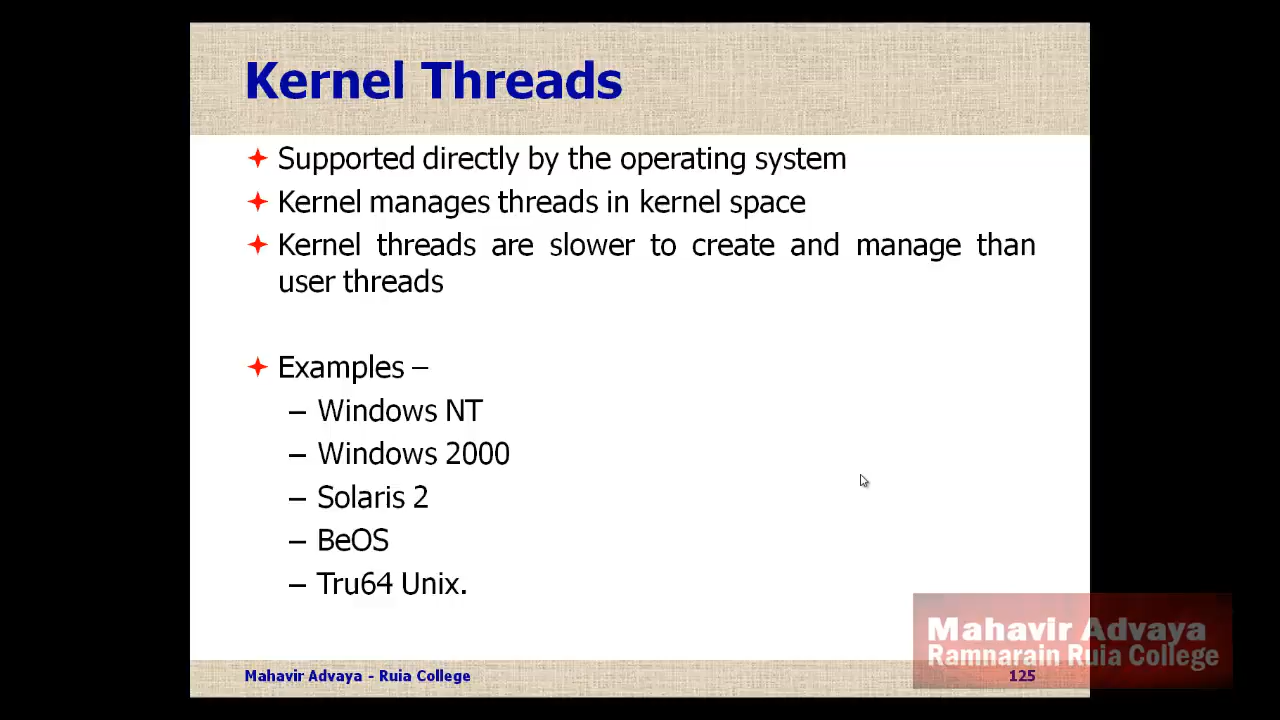 Kernel Threads
Supported directly by the operating system
Kernel manages threads in kernel space
Kernel threads are slower to create and manage than
user threads
Examples –
– Windows NT
– Windows 2000
– Solaris 2
– BeOS
– Tru64 Unix.
Mahavir Advaya
Ramnarain Ruia College
Mahavir Advaya - Ruia College
125